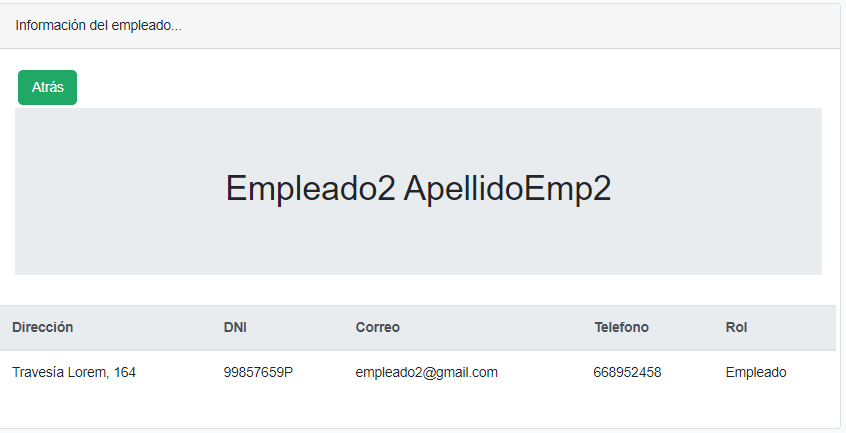 Información del empleado...
Atrás
Empleado2 ApellidoEmp2
Dirección DNI Correo Telefono Rol
Travesía Lorem, 164 99857659P empleado2@gmail.com 668952458 Empleado